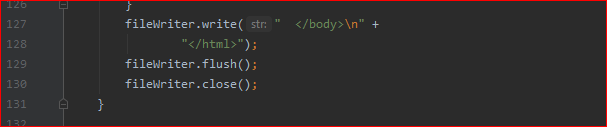 126 }
127 fileWriter.write( str: "  </body>\n" +
128 "</html>");
129 fileWriter.flush();
130 fileWriter.close();
131 }
132